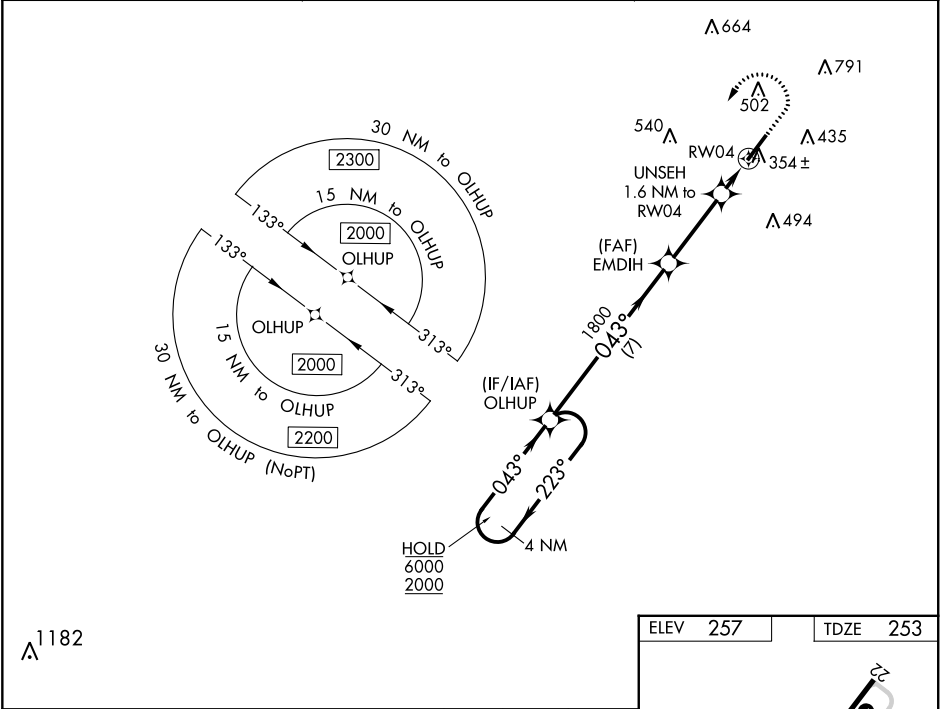 664
791
502
540
435
RW04
354 ±
UNSEH
1.6 NM to
RW04
494
(FAF)
EMDIH
30 NM to OLHUP
2300
15 NM to OLHUP
133°
2000
OLHUP
313°
133°
OLHUP
2000
15 NM to OLHUP
313°
2200
30 NM to OLHUP (NoPT)
1800
043°
(7)
(IF/IAF)
OLHUP
043°
223°
HOLD
6000
2000
4 NM
1182
ELEV 257
TDZE 253
22